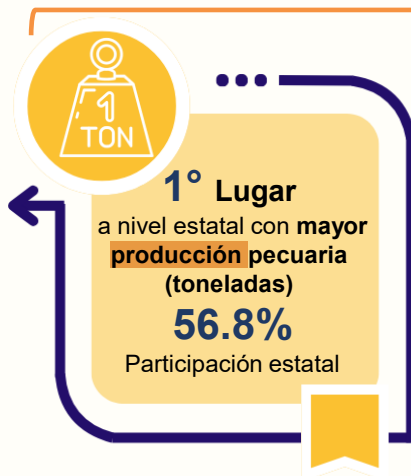 1
TON
1° Lugar
a nivel estatal con mayor
producción pecuaria
(toneladas)
56.8%
Participación estatal